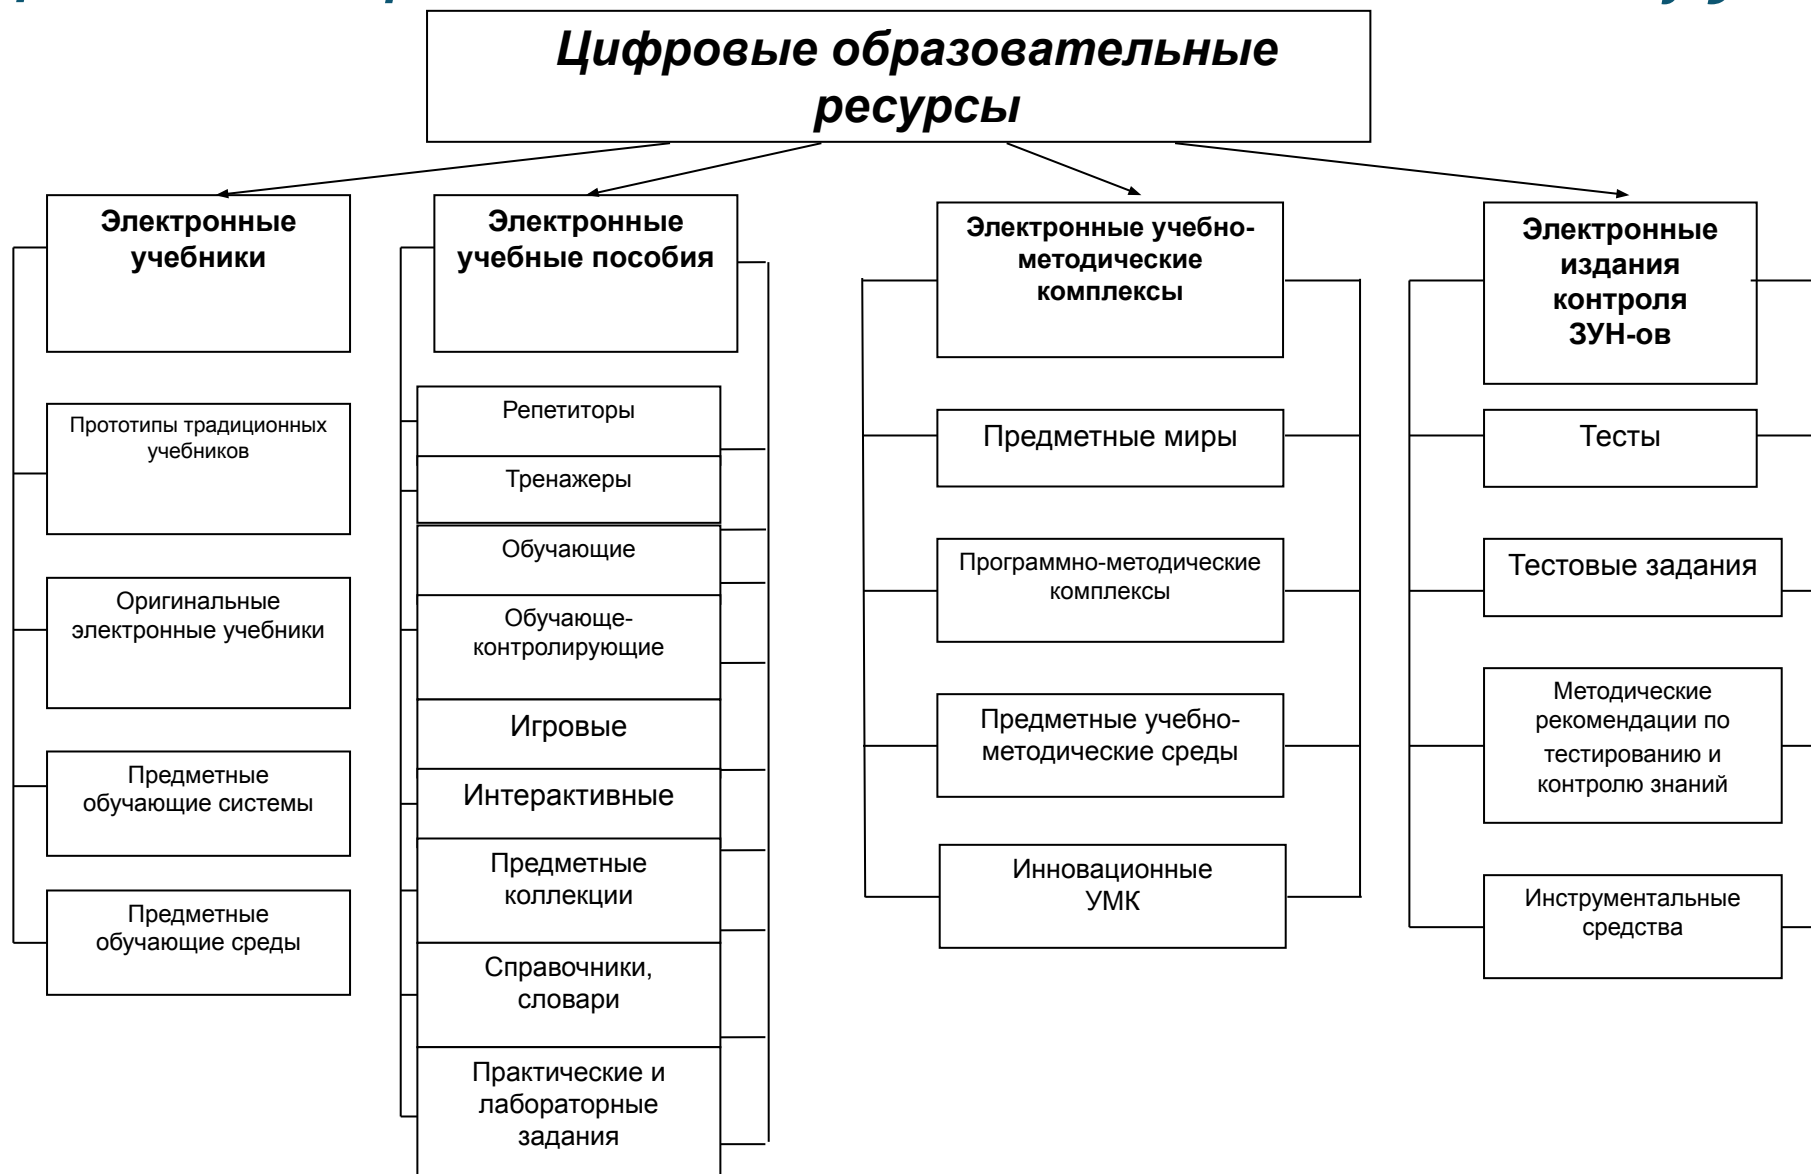 Цифровые образовательные
ресурсы
Электронные
учебники
Прототипы традиционных
учебников
Оригинальные
электронные учебники
Предметные
обучающие системы
Предметные
обучающие среды
Электронные
учебные пособия
Репетиторы
Тренажеры
Обучающие
Обучающе-
контролирующие
Игровые
Интерактивные
Предметные
коллекции
Справочники,
словари
Практические и
лабораторные
задания
Электронные учебно-
методические
комплексы
Предметные миры
Программно-методические
комплексы
Предметные учебно-
методические среды
Инновационные
УМК
Электронные
издания
контроля
ЗУН-ов
Тесты
Тестовые задания
Методические
рекомендации по
тестированию и
контролю знаний
Инструментальные
средства